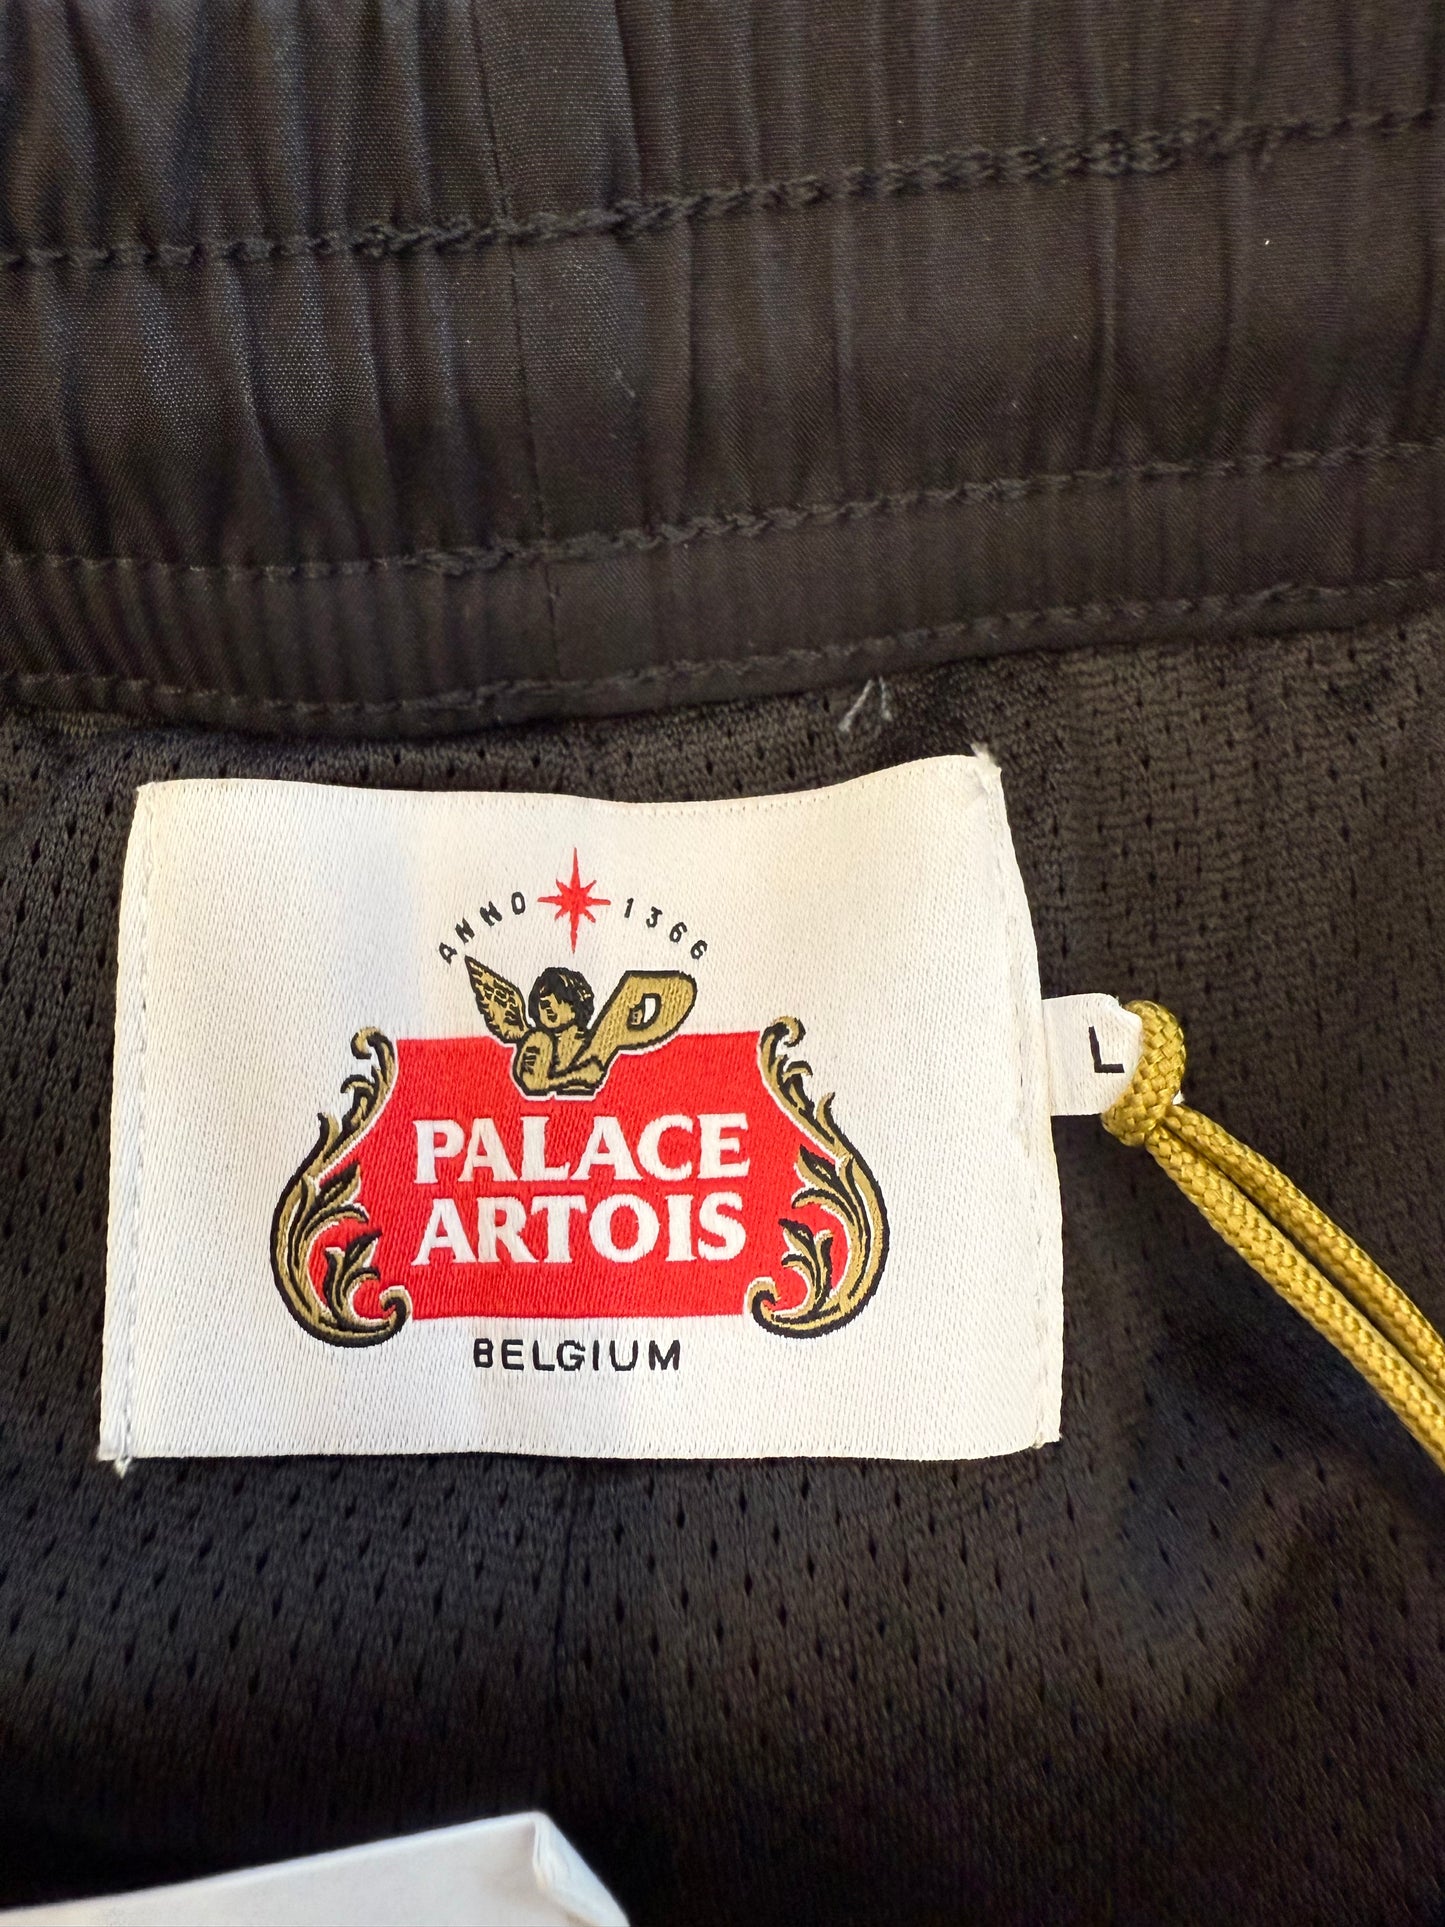 ANNO 1366
P
PALACE
ARTOIS
BELGIUM
L